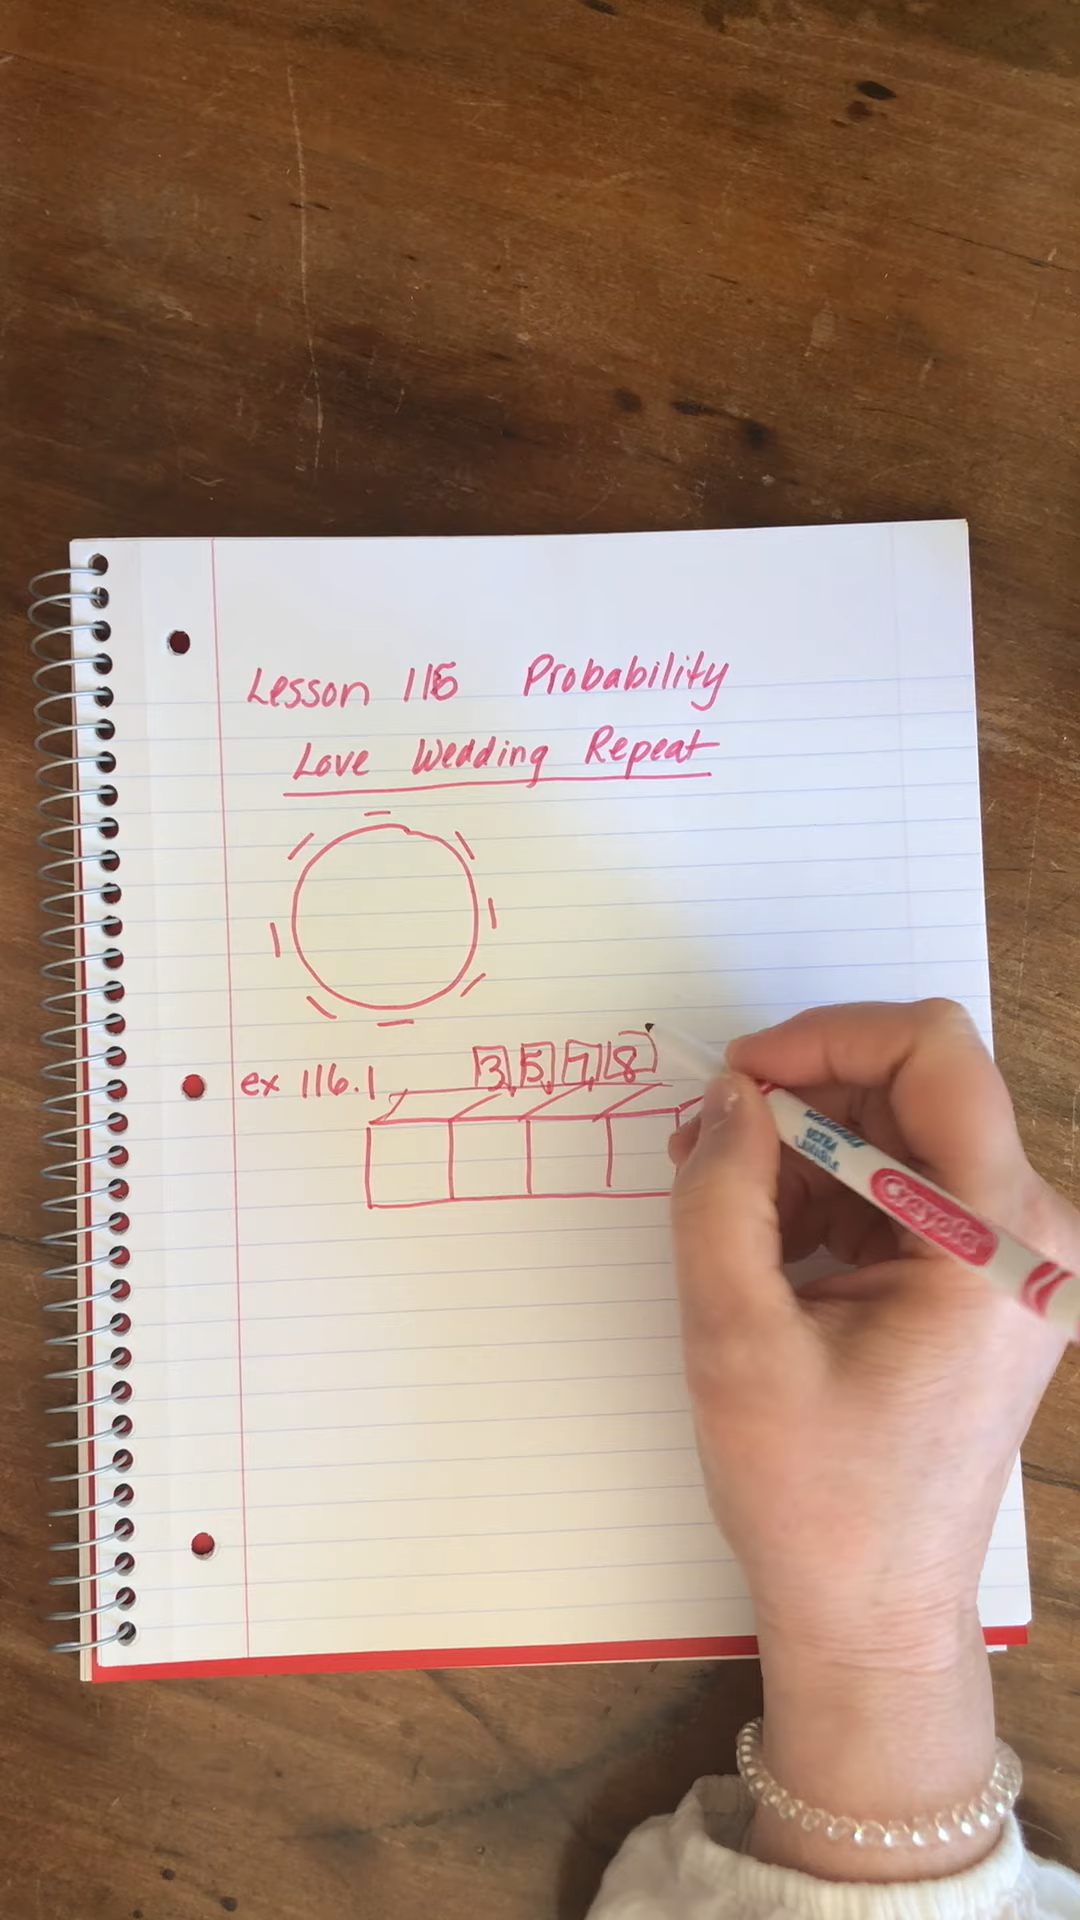 Lesson 116 Probability
Love Wedding Repeat
ex 116.1
3 5 7 8
Crayola